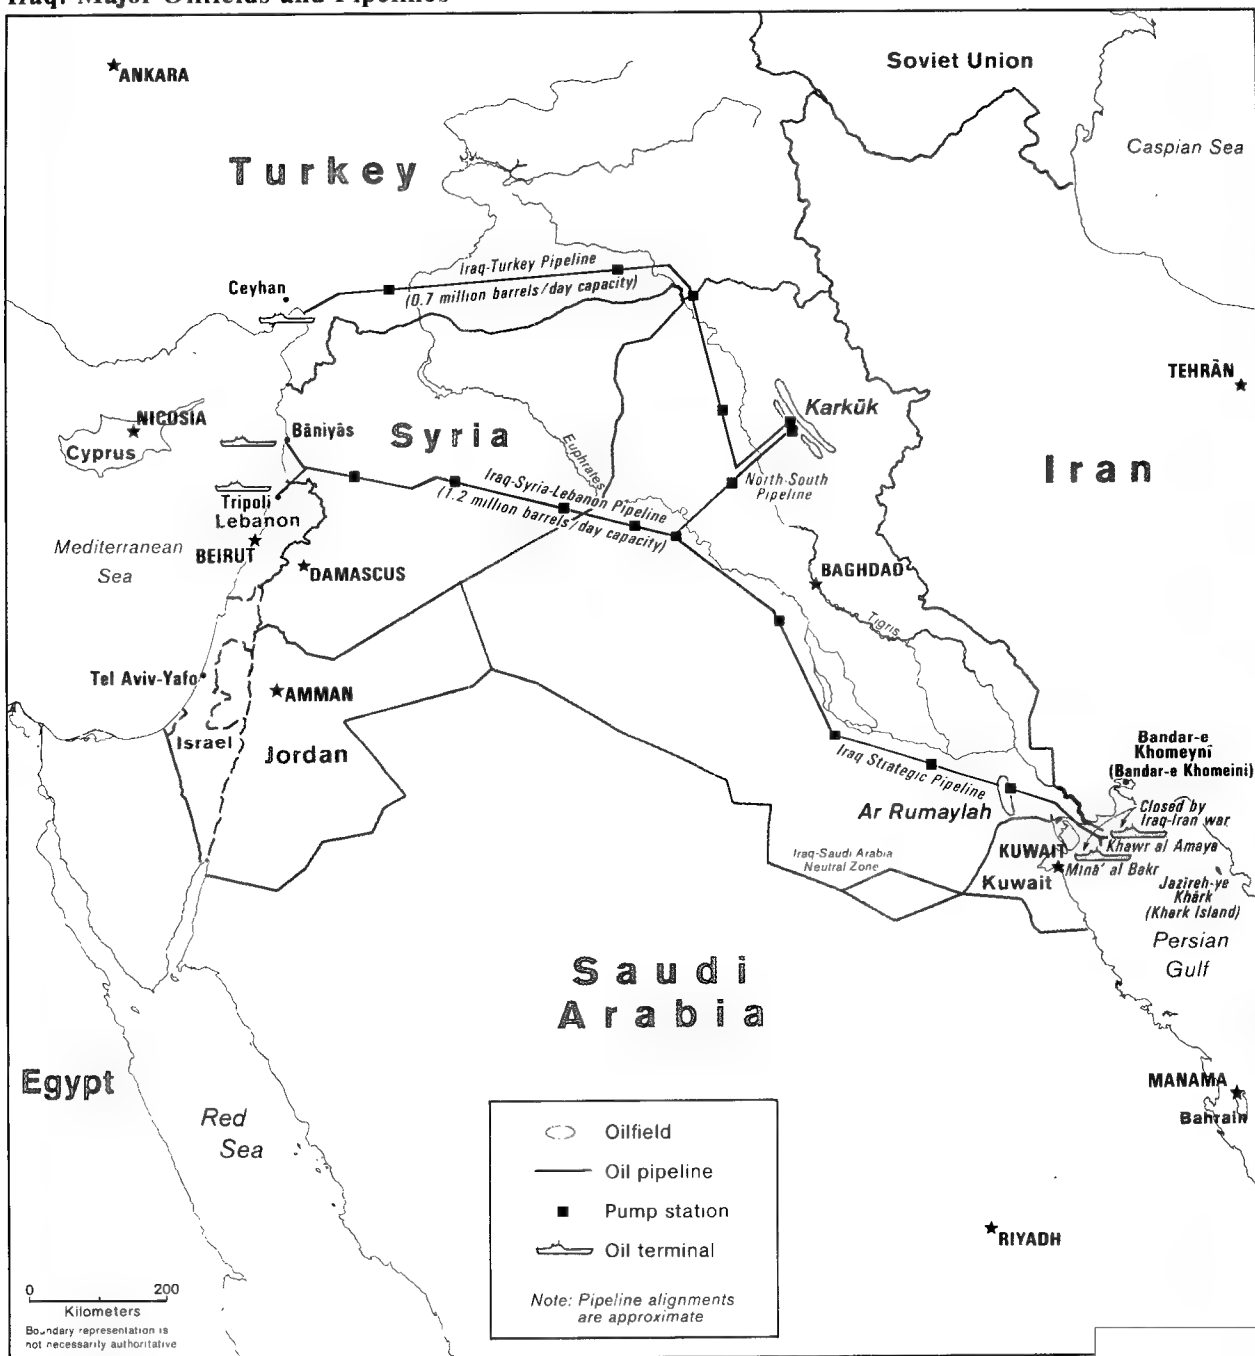 Iraq: Major Oilfields and Pipelines
Soviet Union
ANKARA
Caspian Sea
Turkey
Iraq-Turkey Pipeline
(0.7 million barrels/day capacity)
Ceyhan
TEHRĀN
Karkūk
NICOSIA
Cyprus
Bāniyās
Syria
Euphrates
Iran
Iraq-Syria-Lebanon Pipeline
(1.2 million barrels/day capacity)
North-South
Pipeline
Tripoli
Lebanon
Mediterranean
Sea
BEIRUT
DAMASCUS
BAGHDAD
Tigris
Tel Aviv-Yafo
AMMAN
Israel
Jordan
Bandar-e
Khomeynī
(Bandar-e Khomeini)
Iraq Strategic Pipeline
Ar Rumaylah
Closed by
Iraq-Iran war
Khawr al Amaya
Iraq-Saudi Arabia
Neutral Zone
KUWAIT
Kuwait
Mīnā' al Bakr
Jazīreh-ye
Khārk
(Khark Island)
Persian
Gulf
Saudi
Arabia
Egypt
Red
Sea
MANAMA
Bahrain
RIYADH
Oilfield
Oil pipeline
Pump station
Oil terminal
Note: Pipeline alignments
are approximate
0 200
Kilometers
Boundary representation is
not necessarily authoritative